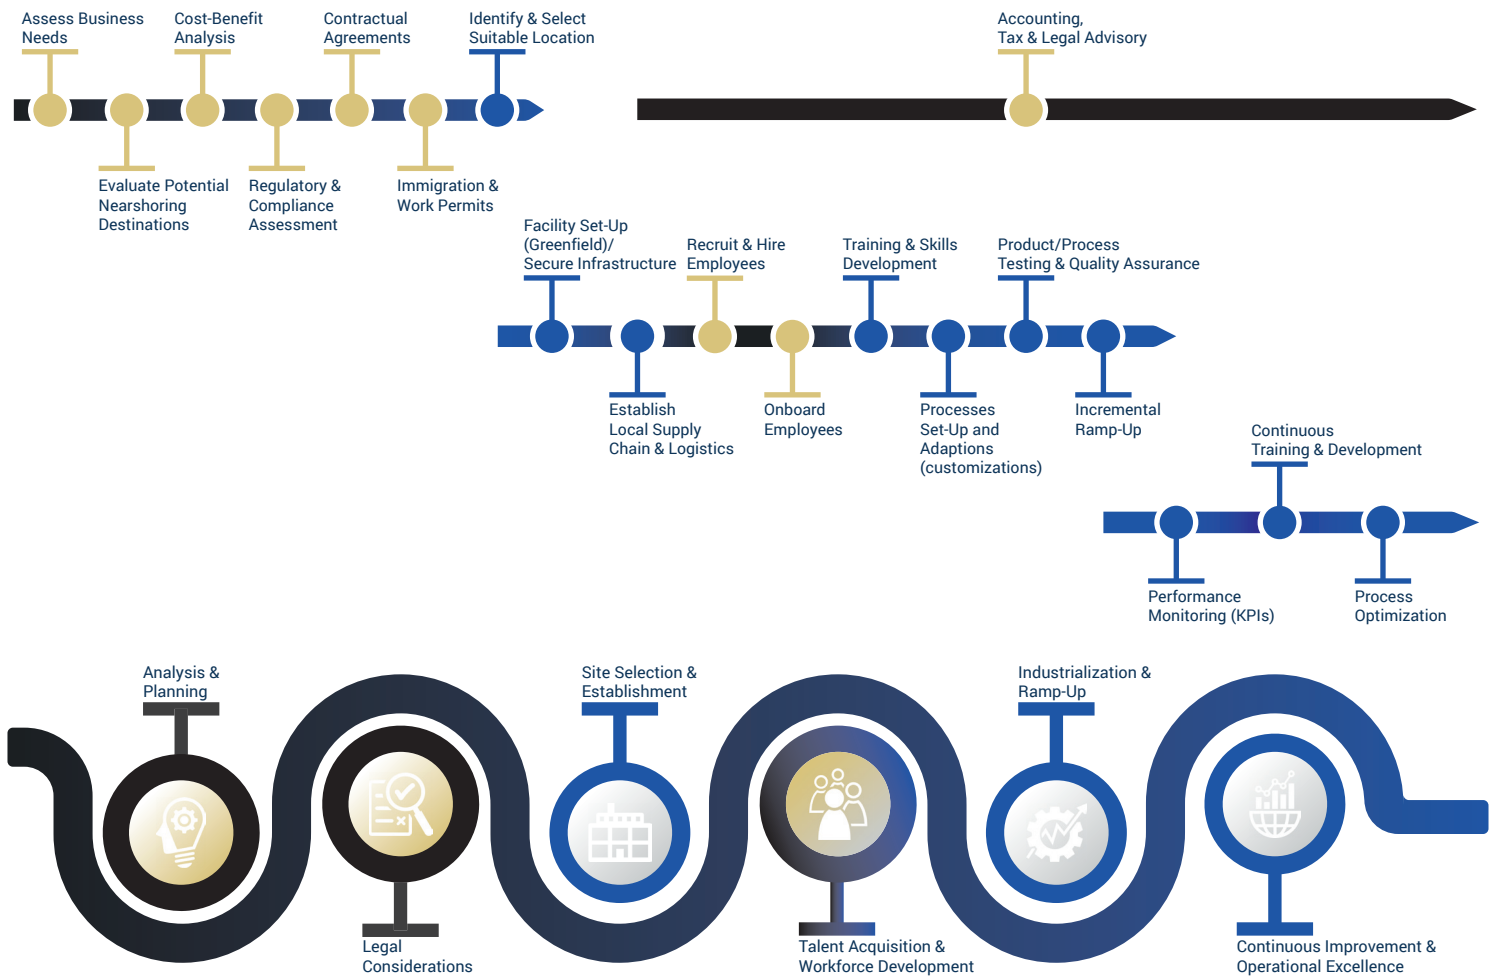 Assess Business
Needs
Cost-Benefit
Analysis
Contractual
Agreements
Identify & Select
Suitable Location
Accounting,
Tax & Legal Advisory
Evaluate Potential
Nearshoring
Destinations
Regulatory &
Compliance
Assessment
Immigration &
Work Permits
Facility Set-Up
(Greenfield)/
Secure Infrastructure
Recruit & Hire
Employees
Training & Skills
Development
Product/Process
Testing & Quality Assurance
Establish
Local Supply
Chain & Logistics
Onboard
Employees
Processes
Set-Up and
Adaptions
(customizations)
Incremental
Ramp-Up
Continuous
Training & Development
Performance
Monitoring (KPIs)
Process
Optimization
Analysis &
Planning
Site Selection &
Establishment
Industrialization &
Ramp-Up
Legal
Considerations
Talent Acquisition &
Workforce Development
Continuous Improvement &
Operational Excellence